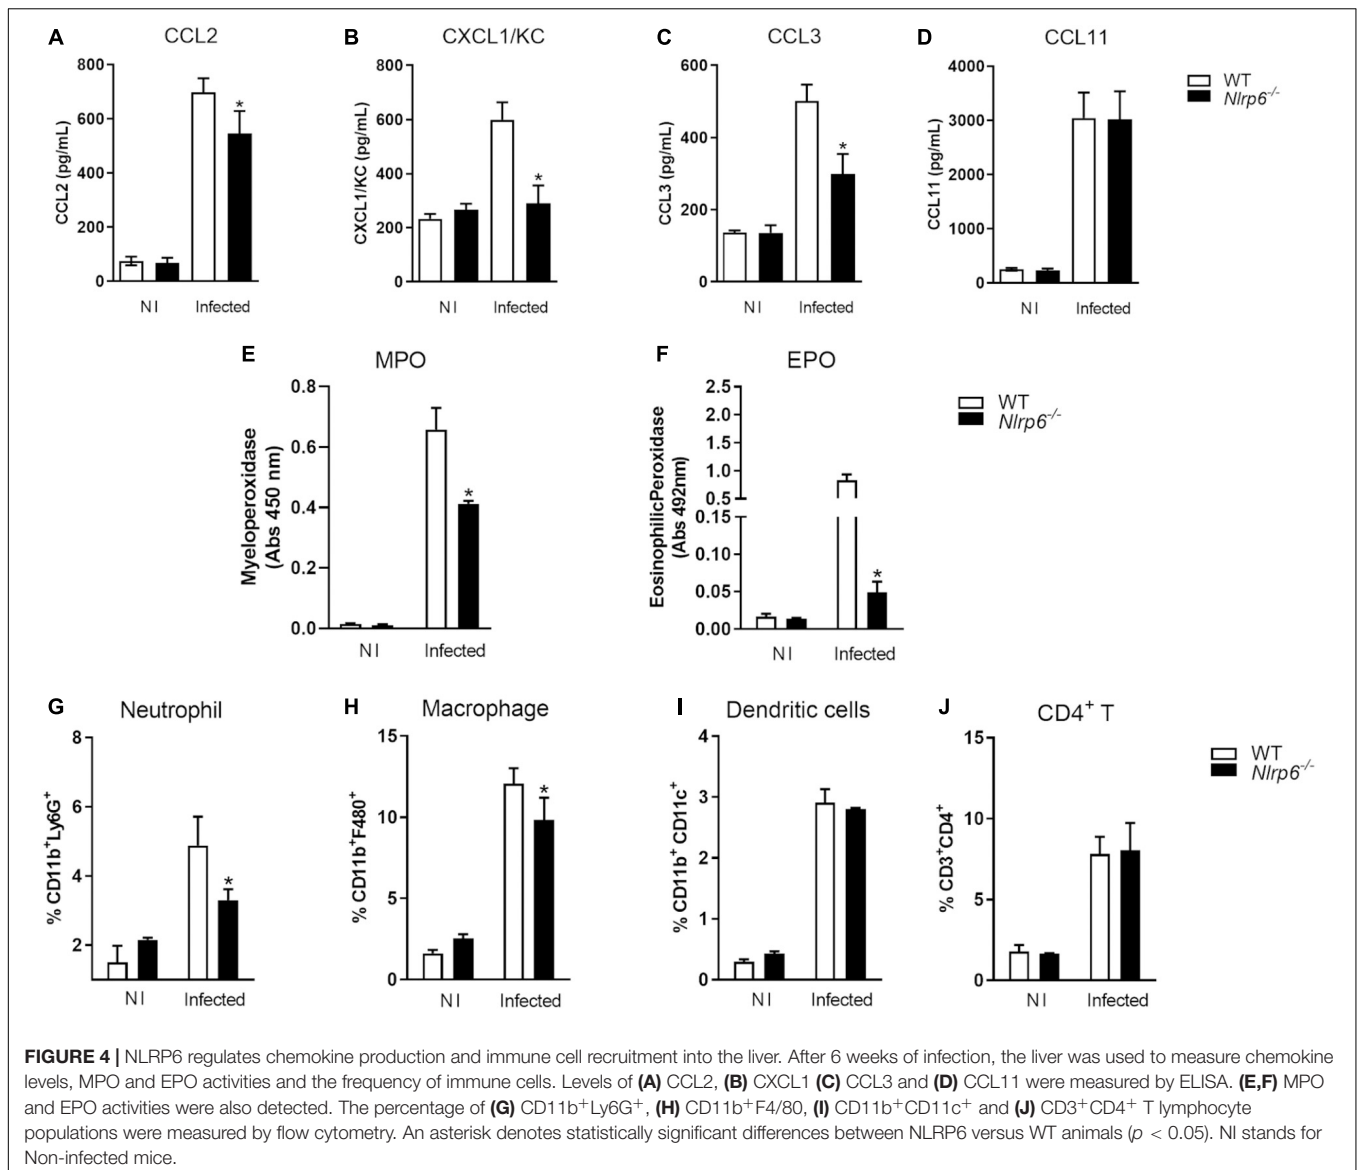 A CCL2
CCL2 (pg/mL)
800
600
400
200
0
*
NI Infected
B CXCL1/KC
CXCL1/KC (pg/mL)
800
600
400
200
0
*
NI Infected
C CCL3
CCL3 (pg/mL)
600
400
200
0
*
NI Infected
D CCL11
CCL11 (pg/mL)
4000
3000
2000
1000
0
NI Infected
WT
Nlrp6-/-
E MPO
Myeloperoxidase
(Abs 450 nm)
0.8
0.6
0.4
0.2
0.0
*
NI Infected
F EPO
EosinophilicPeroxidase
(Abs 492nm)
2.5
2.0
1.5
1.0
0.5
0.15
0.10
0.05
0.00
*
NI Infected
WT
Nlrp6-/-
G Neutrophil
% CD11b+Ly6G+
8
6
4
2
*
NI Infected
H Macrophage
% CD11b+F480+
15
10
5
0
*
NI Infected
I Dendritic cells
% CD11b+ CD11c+
4
3
2
1
0
NI Infected
J CD4+ T
% CD3+CD4+
15
10
5
0
NI Infected
WT
Nlrp6-/-
FIGURE 4 | NLRP6 regulates chemokine production and immune cell recruitment into the liver. After 6 weeks of infection, the liver was used to measure chemokine
levels, MPO and EPO activities and the frequency of immune cells. Levels of (A) CCL2, (B) CXCL1 (C) CCL3 and (D) CCL11 were measured by ELISA. (E,F) MPO
and EPO activities were also detected. The percentage of (G) CD11b+Ly6G+, (H) CD11b+F4/80, (I) CD11b+CD11c+ and (J) CD3+CD4+ T lymphocyte
populations were measured by flow cytometry. An asterisk denotes statistically significant differences between NLRP6 versus WT animals (p < 0.05). NI stands for
Non-infected mice.